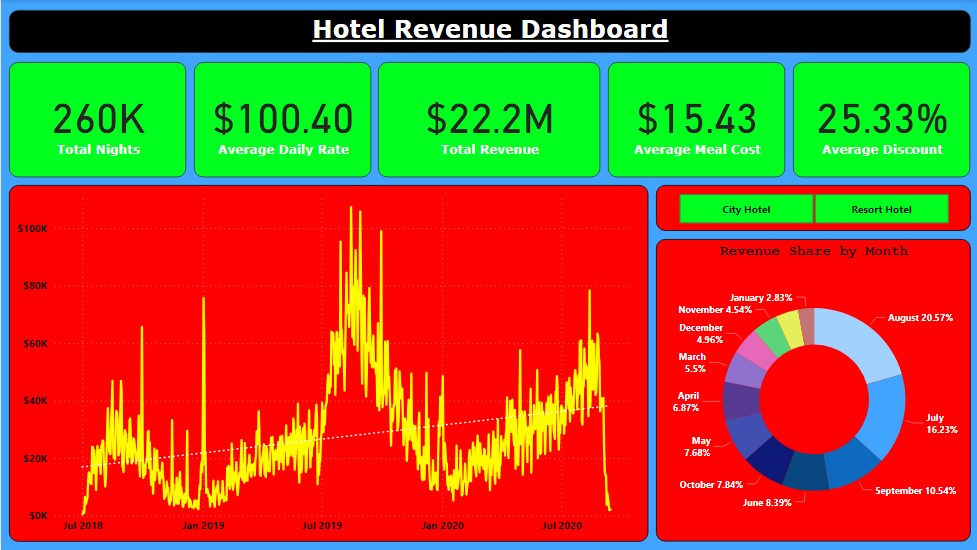 Hotel Revenue Dashboard
260K
Total Nights
$100.40
Average Daily Rate
$22.2M
Total Revenue
$15.43
Average Meal Cost
25.33%
Average Discount
$100K
$80K
$60K
$40K
$20K
$0K
Jul 2018
Jan 2019
Jul 2019
Jan 2020
Jul 2020
City Hotel
Resort Hotel
Revenue Share by Month
January 2.83%
November 4.54%
December
4.96%
March
5.5%
April
6.87%
May
7.68%
October 7.84%
June 8.39%
September 10.54%
July
16.23%
August 20.57%